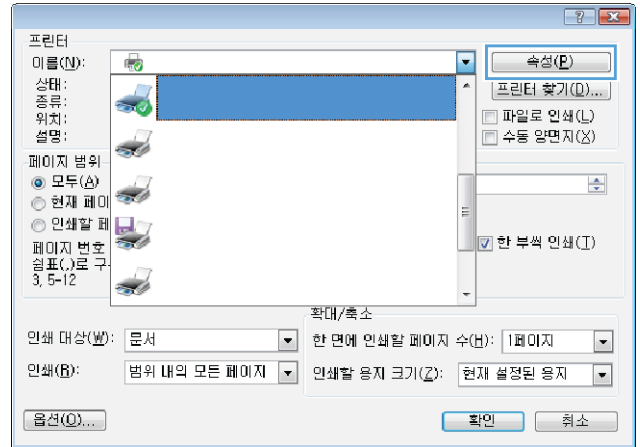 프린터
이름(N):
속성(P)
상태:
프린터 찾기(D)...
종류:
위치:
파일로 인쇄(L)
설명:
수동 양면지(X)
페이지 범위
모두(A)
현재 페이
인쇄할 페
한 부씩 인쇄(T)
페이지 번호
쉼표(,)로 구
3, 5-12
확대/축소
인쇄 대상(W): 문서
한 면에 인쇄할 페이지 수(H): 1페이지
인쇄(R): 범위 내의 모든 페이지
인쇄할 용지 크기(Z): 현재 설정된 용지
옵션(O)...
확인
취소